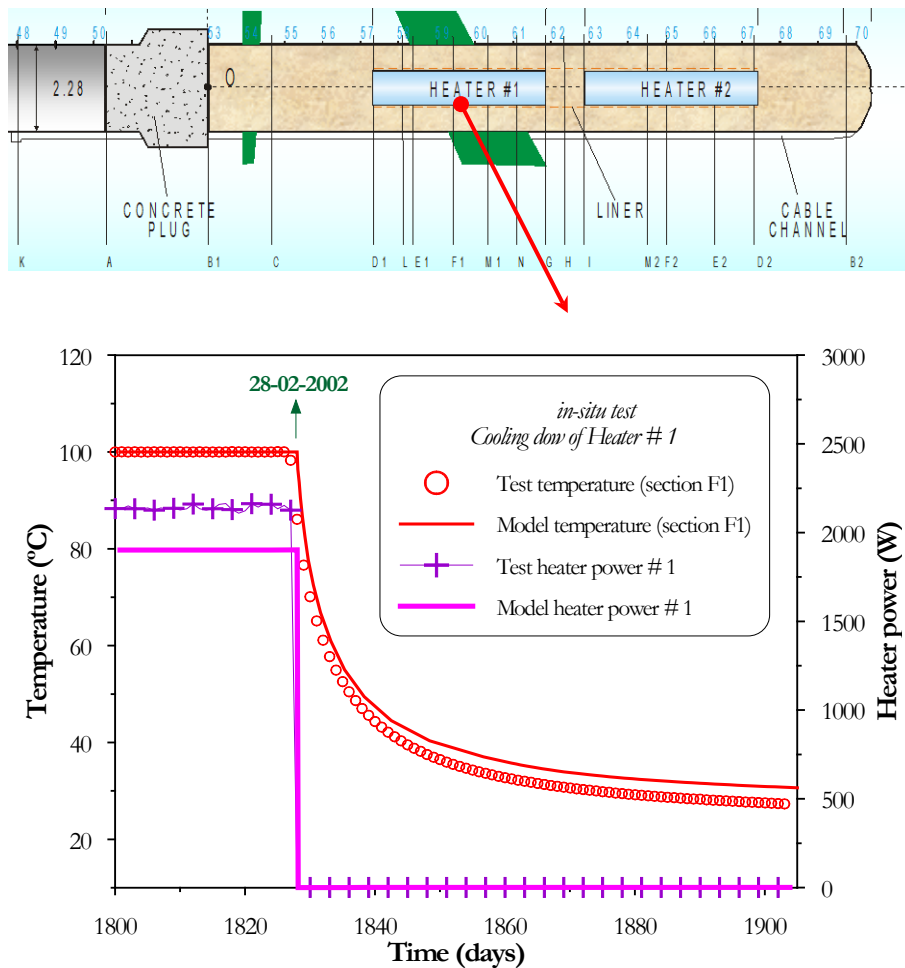 48 49 50 53 54 55 57 58 59 60 61 62 63 64 65 66 67 68 69 70
2.28
O
HEATER #1
HEATER #2
CONCRETE
PLUG
LINER
CABLE
CHANNEL
K A B1 C D1 L E1 F1 M1 N G H I M2 F2 E2 D2 B2
120
3000
28-02-2002
in-situ test
Cooling dow of Heater # 1
100
2500
Test temperature (section F1)
Model temperature (section F1)
80
2000
Test heater power # 1
Model heater power # 1
60
1500
Temperature (ºC)
Heater power (W)
40
1000
20
500
0
1800 1820 1840 1860 1880 1900
Time (days)